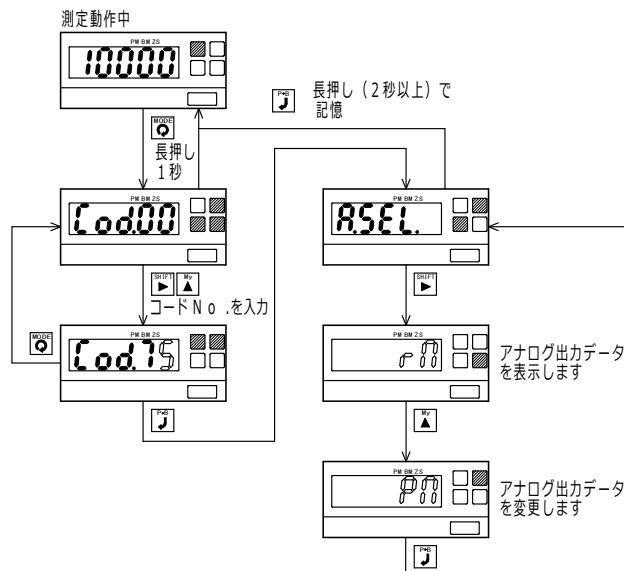 測定動作中
PM BM ZS
10000
MODE
長押し
1秒
P•B
長押し（2秒以上）で
記憶
PM BM ZS
Cod.00
SHIFT
My
コードNo.を入力
MODE
PM BM ZS
Cod.75
P•B
PM BM ZS
A.SEL.
SHIFT
PM BM ZS
rM
アナログ出力データ
を表示します
My
PM BM ZS
PM
アナログ出力データ
を変更します
P•B